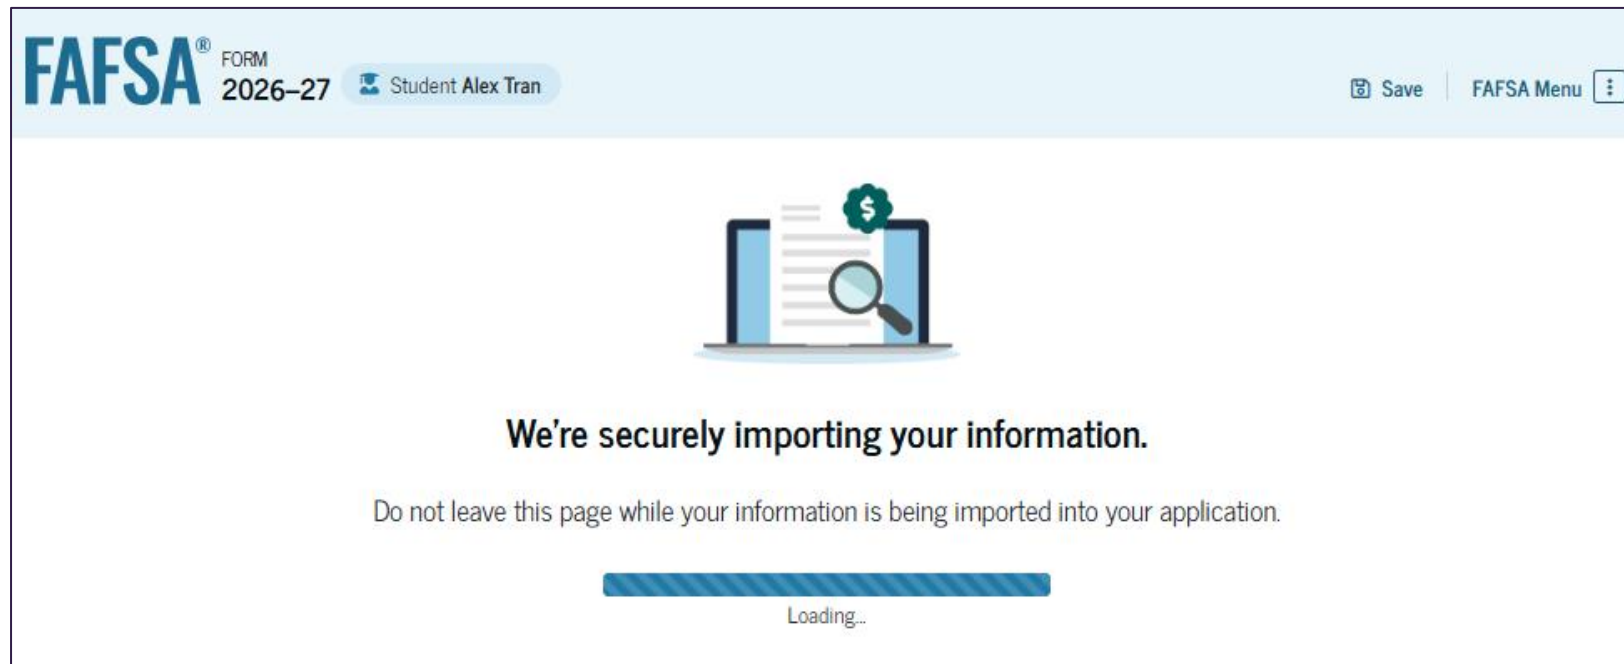 FAFSA®
FORM
2026–27
Student Alex Tran
Save
FAFSA Menu
$
We're securely importing your information.
Do not leave this page while your information is being imported into your application.
Loading...